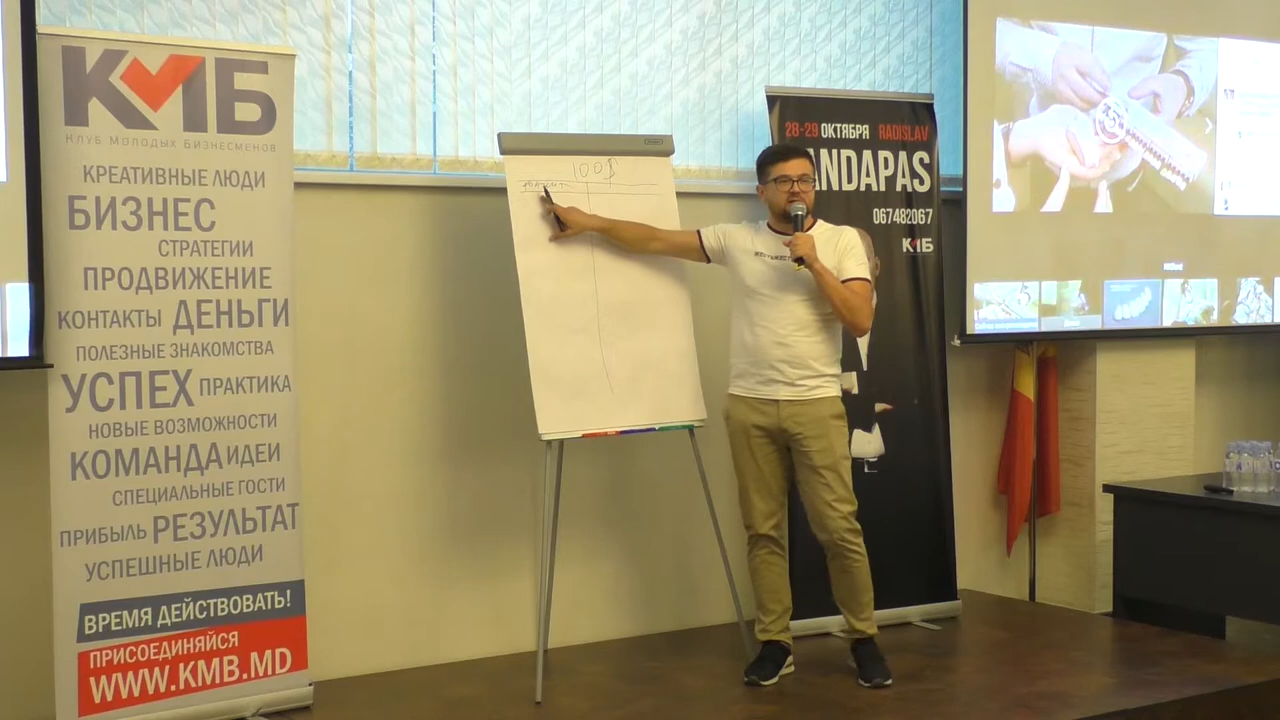 КМБ
Клуб Молодых Бизнесменов
КРЕАТИВНЫЕ ЛЮДИ
БИЗНЕС
СТРАТЕГИИ
ПРОДВИЖЕНИЕ
КОНТАКТЫ ДЕНЬГИ
ПОЛЕЗНЫЕ ЗНАКОМСТВА
УСПЕХ ПРАКТИКА
НОВЫЕ ВОЗМОЖНОСТИ
КОМАНДА ИДЕИ
СПЕЦИАЛЬНЫЕ ГОСТИ
ПРИБЫЛЬ РЕЗУЛЬТАТ
УСПЕШНЫЕ ЛЮДИ
ВРЕМЯ ДЕЙСТВОВАТЬ!
ПРИСОЕДИНЯЙСЯ
WWW.KMB.MD
100$
28-29 ОКТЯБРЯ RADISLAV
ANDAPAS
067482067
КМБ